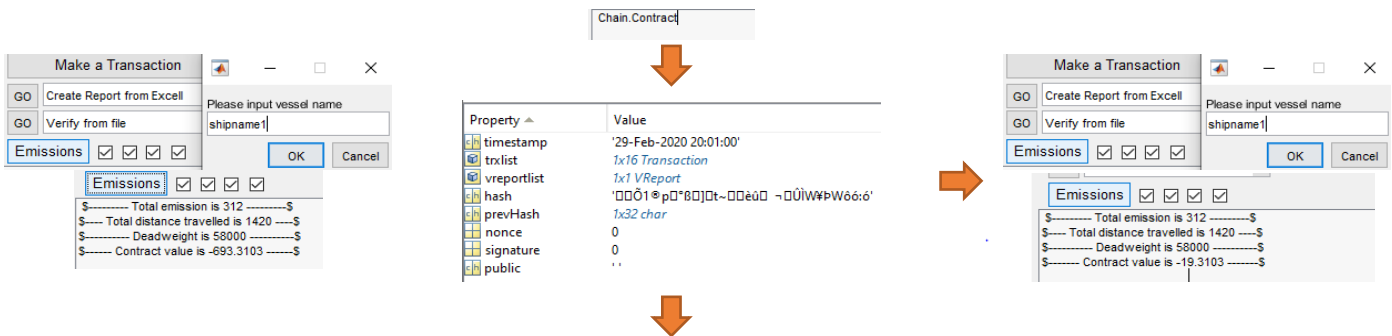 Chain.Contract
Make a Transaction
GO Create Report from Excell
GO Verify from file
Emissions
Please input vessel name
shipname1
OK Cancel
Emissions
$--------- Total emission is 312 ---------$
$---- Total distance travelled is 1420 ----$
$---------- Deadweight is 58000 ----------$
$------ Contract value is -693.3103 ------$
Property Value
timestamp '29-Feb-2020 20:01:00'
trxlist 1x16 Transaction
vreportlist 1x1 VReport
hash
prevHash 1x32 char
nonce 0
signature 0
public ' '
Make a Transaction
GO Create Report from Excell
GO Verify from file
Emissions
Please input vessel name
shipname1
OK Cancel
Emissions
$--------- Total emission is 312 ---------$
$---- Total distance travelled is 1420 ----$
$---------- Deadweight is 58000 ----------$
$------- Contract value is -19.3103 -------$